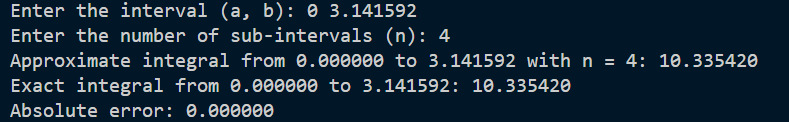 Enter the interval (a, b): 0 3.141592
Enter the number of sub-intervals (n): 4
Approximate integral from 0.000000 to 3.141592 with n = 4: 10.335420
Exact integral from 0.000000 to 3.141592: 10.335420
Absolute error: 0.000000